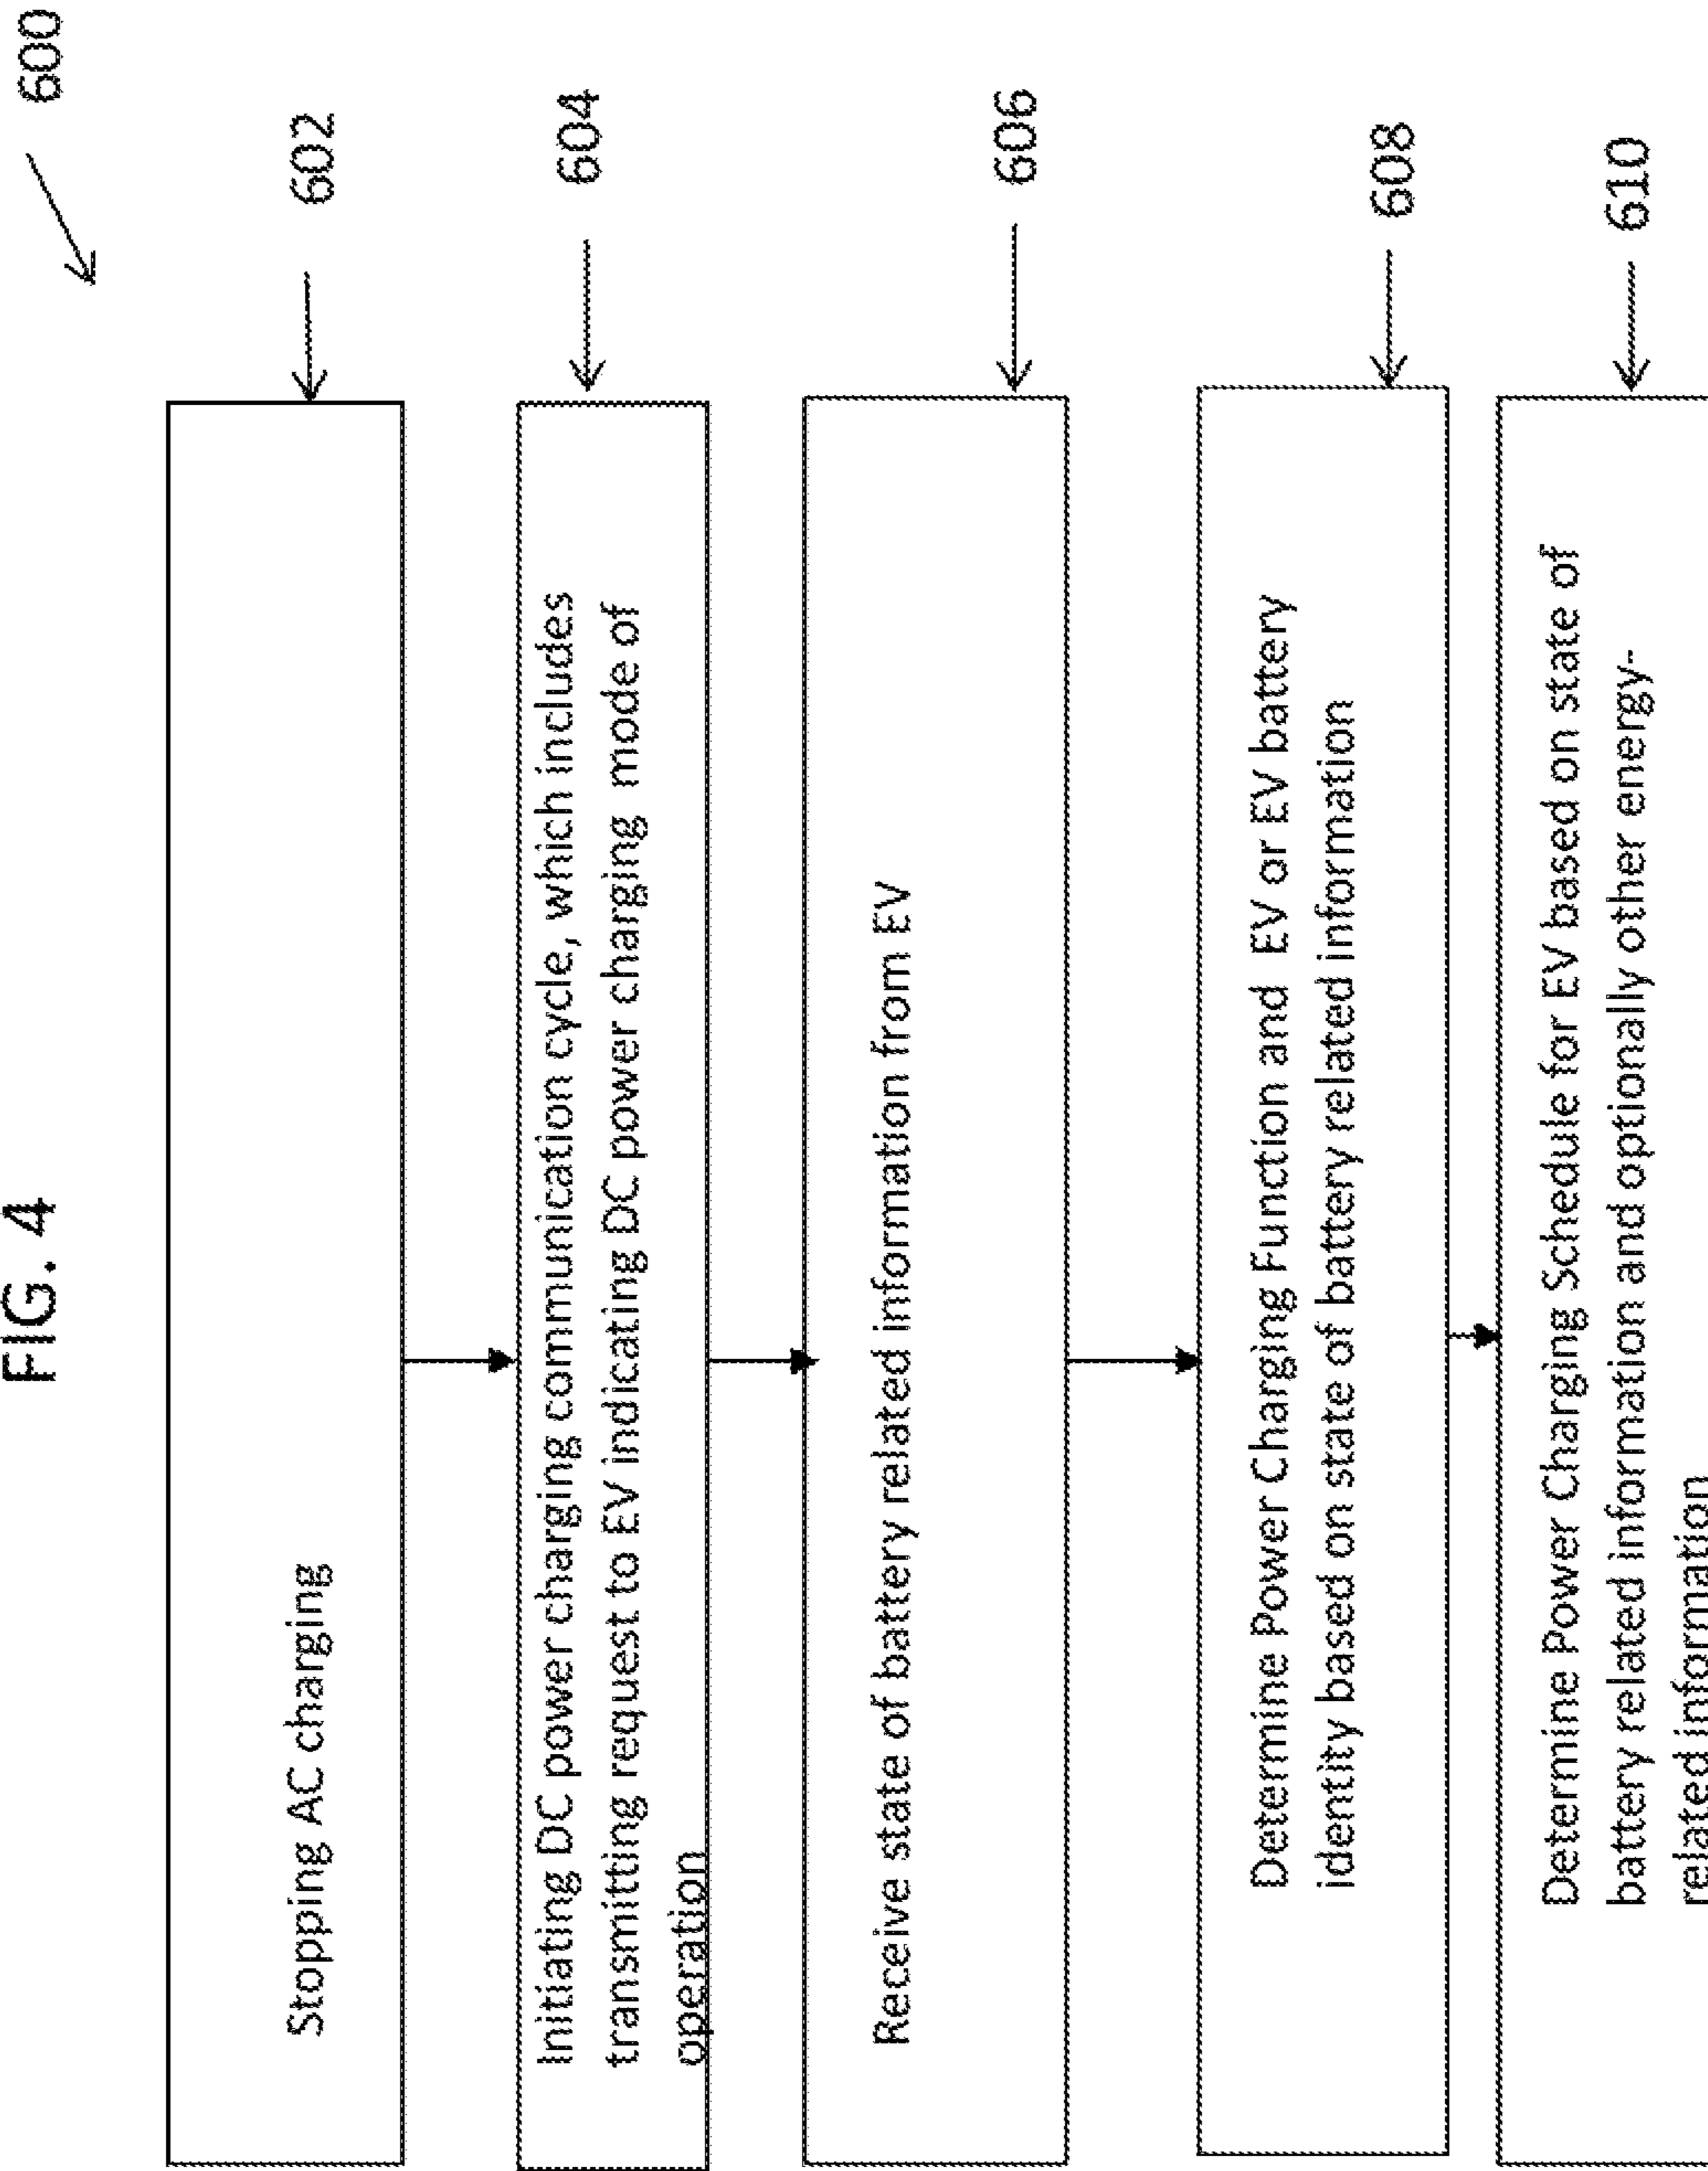 FIG. 4
600
Stopping AC charging
602
Initiating DC power charging communication cycle, which includes
transmitting request to EV indicating DC power charging mode of
operation
604
Receive state of battery related information from EV
606
Determine Power Charging Function and EV or EV battery
identity based on state of battery related information
608
Determine Power Charging Schedule for EV based on state of
battery related information and optionally other energy-
related information
610